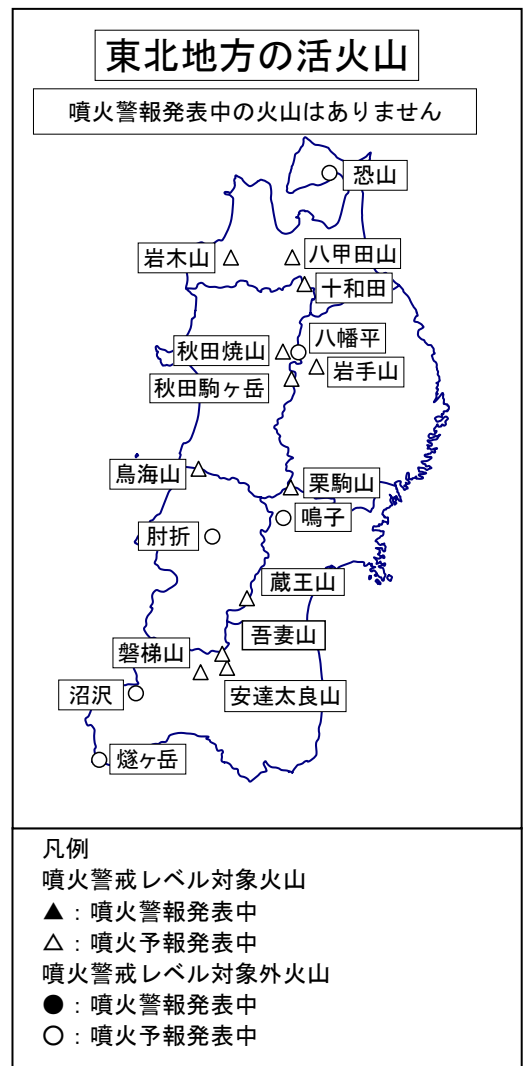 東北地方の活火山
噴火警報発表中の火山はありません
恐山
岩木山
八甲田山
十和田
八幡平
秋田焼山
岩手山
秋田駒ヶ岳
鳥海山
栗駒山
鳴子
肘折
蔵王山
吾妻山
磐梯山
安達太良山
沼沢
燧ヶ岳
凡例
噴火警戒レベル対象火山
▲：噴火警報発表中
△：噴火予報発表中
噴火警戒レベル対象外火山
●：噴火警報発表中
○：噴火予報発表中